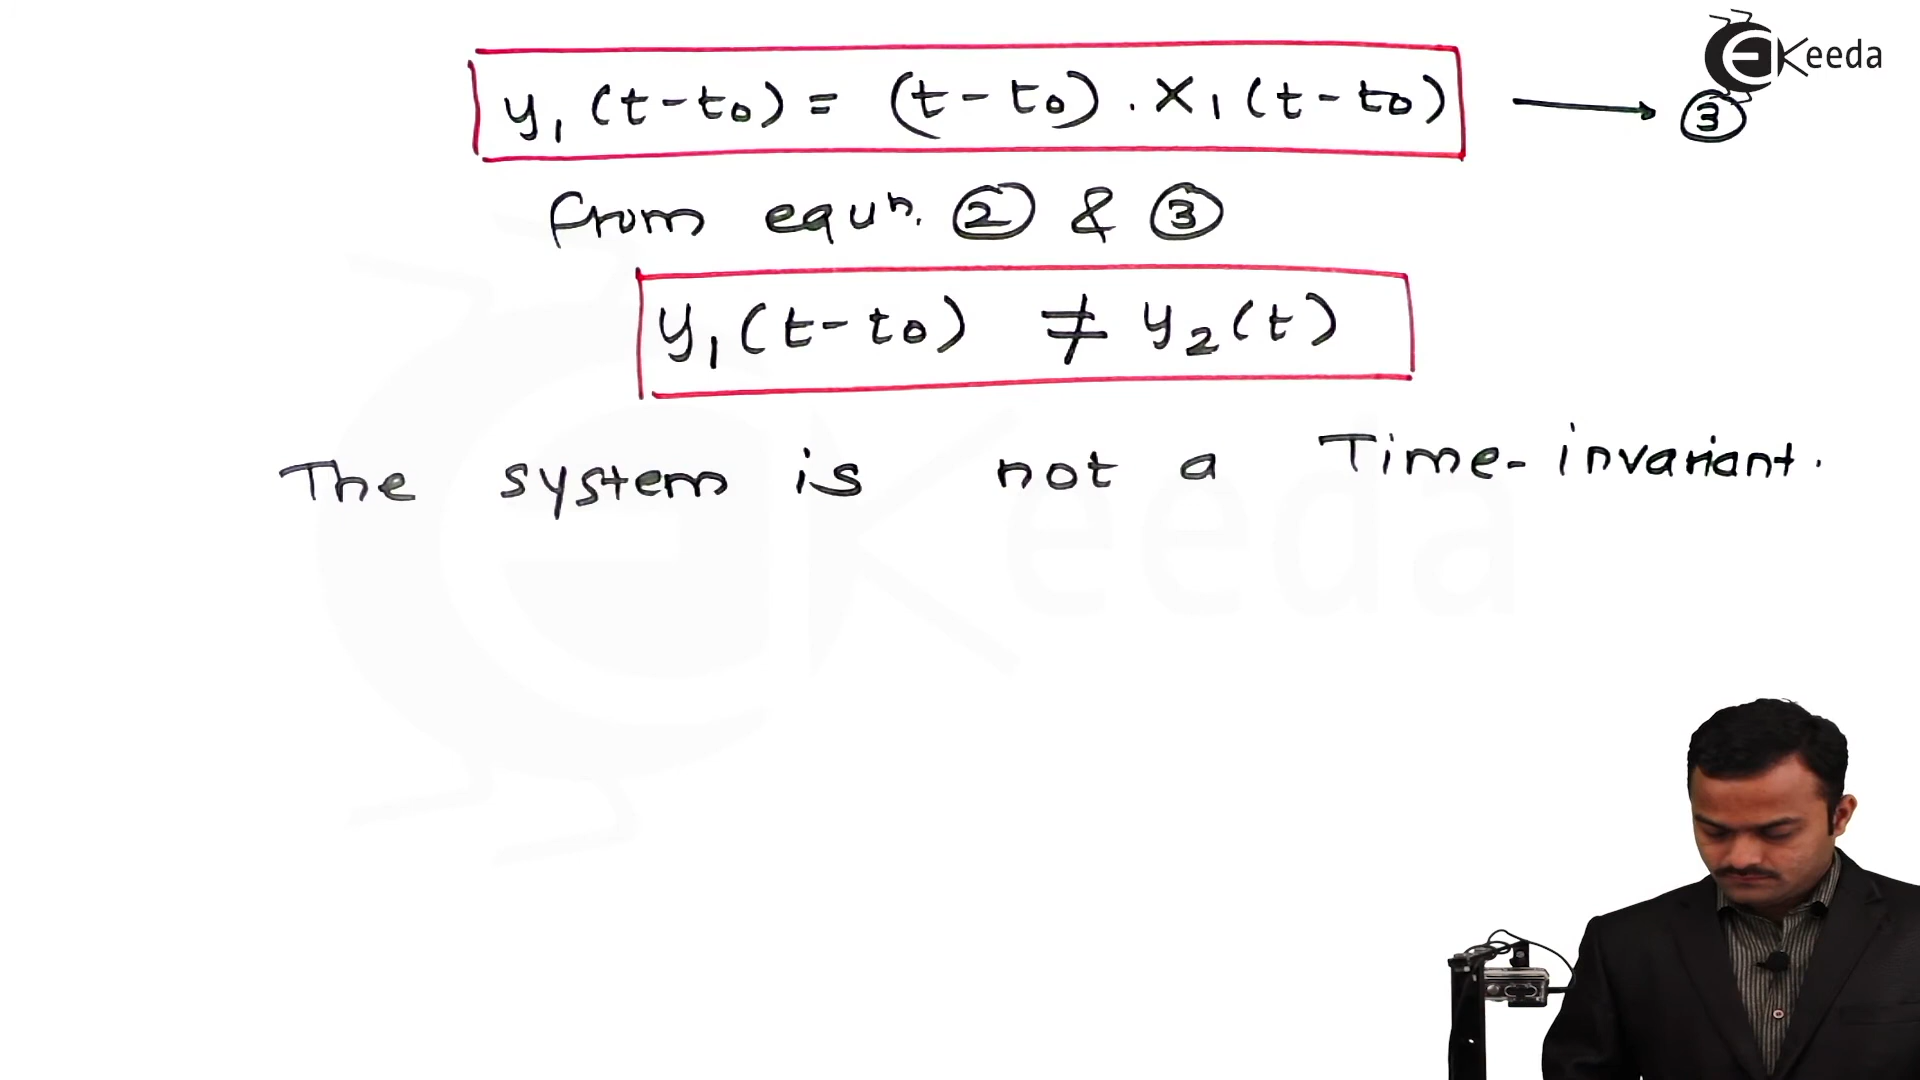 y₁(t-t₀) = (t-t₀) . x₁(t-t₀) ⟶ ③
EKeeda
From equⁿ. ② & ③
y₁(t-t₀) ≠ y₂(t)
The system is not a Time-invariant.
Keeda